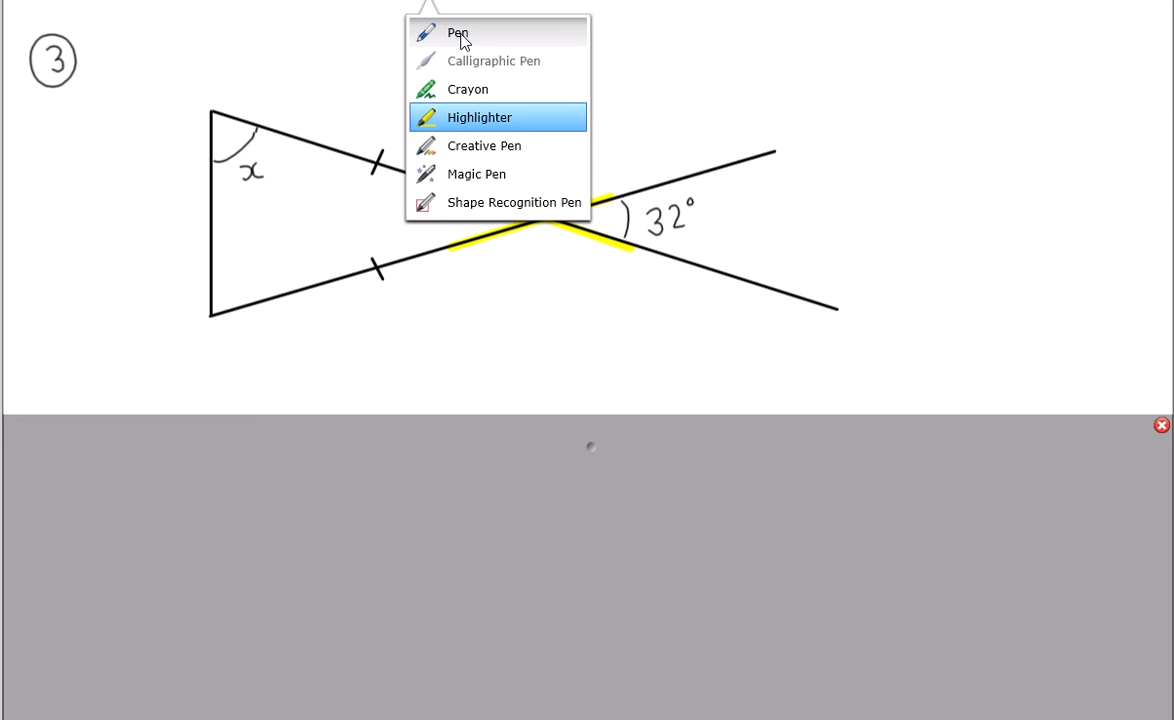 3
Pen
Calligraphic Pen
Crayon
Highlighter
Creative Pen
Magic Pen
Shape Recognition Pen
x
32°